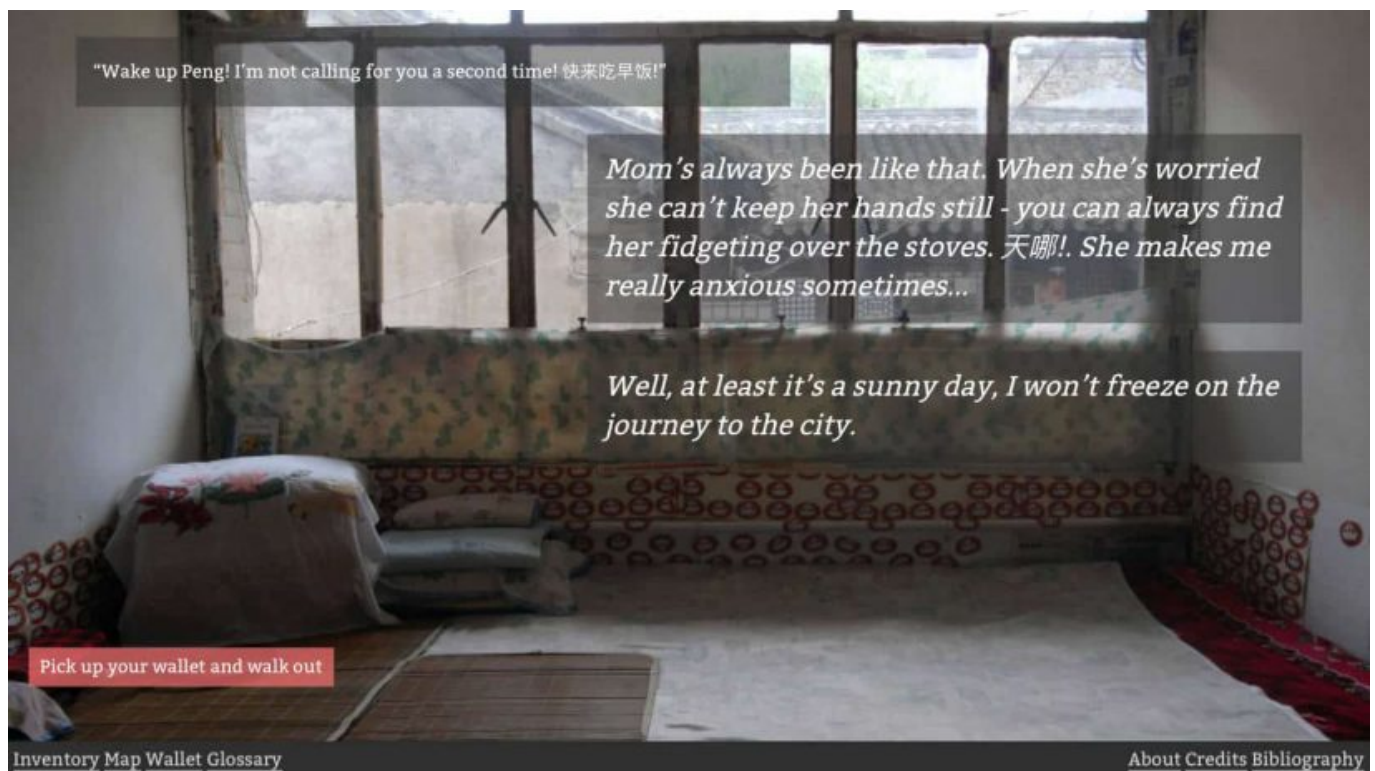 “Wake up Peng! I’m not calling for you a second time! 快来吃早饭!”
Mom’s always been like that. When she’s worried
she can’t keep her hands still - you can always find
her fidgeting over the stoves. 天哪!. She makes me
really anxious sometimes...
Well, at least it’s a sunny day, I won’t freeze on the
journey to the city.
Pick up your wallet and walk out
Inventory Map Wallet Glossary
About Credits Bibliography